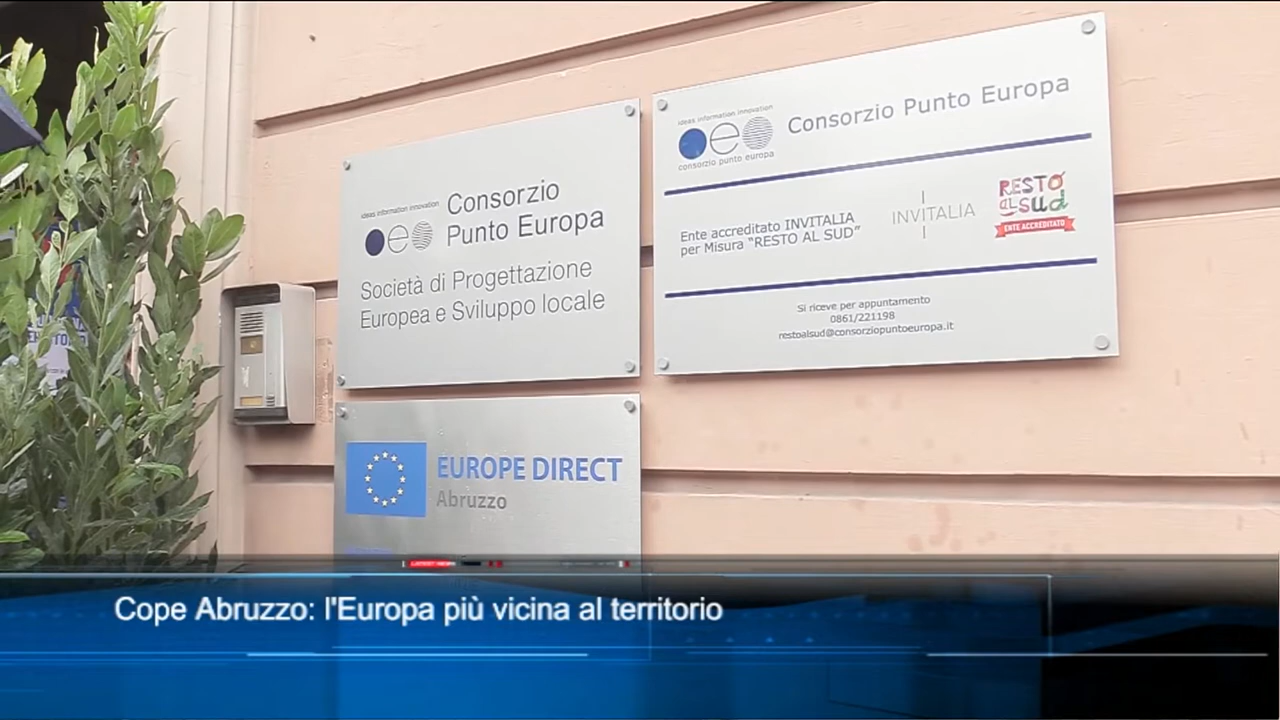 ideas information innovation
Consorzio
Punto Europa
Società di Progettazione
Europea e Sviluppo locale
ideas information innovation
consorzio punto europa
Consorzio Punto Europa
Ente accreditato INVITALIA
per Misura "RESTO AL SUD"
INVITALIA
RESTO
AL SUD
ENTE ACCREDITATO
Si riceve per appuntamento
0861/221198
restoalsud@consorziopuntoeuropa.it
EUROPE DIRECT
Abruzzo
LATEST NEWS
Cope Abruzzo: l'Europa più vicina al territorio